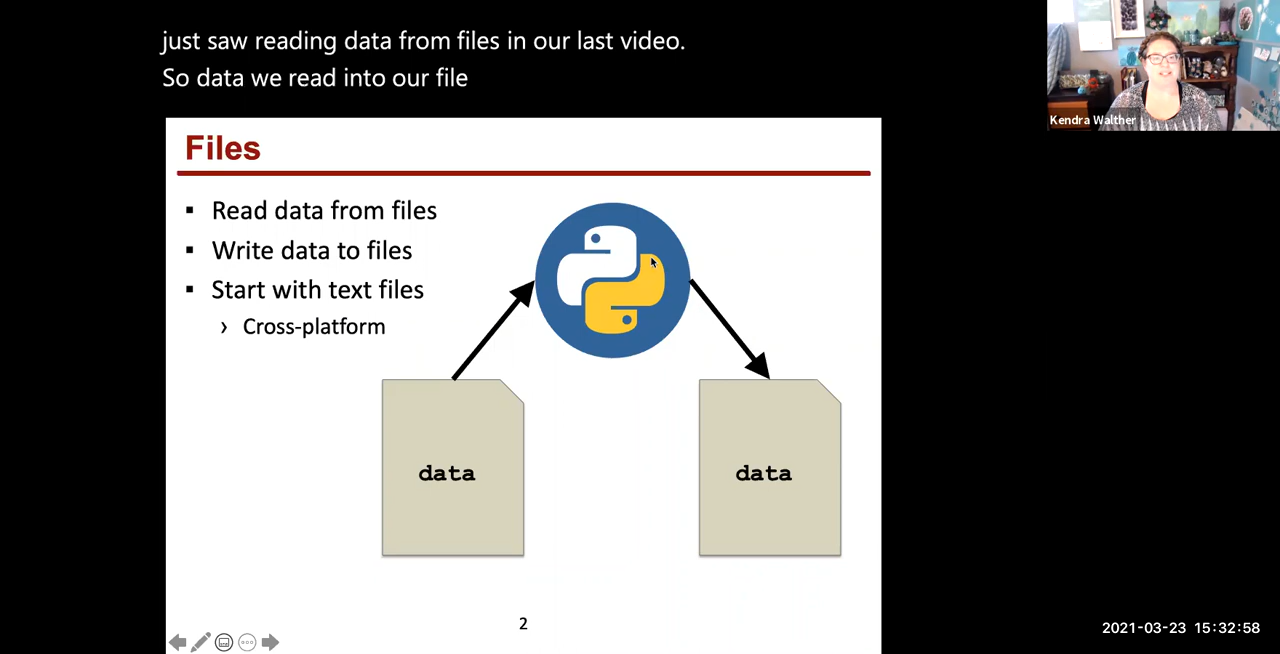 just saw reading data from files in our last video.
So data we read into our file
Kendra Walther
Files
▪ Read data from files
▪ Write data to files
▪ Start with text files
› Cross-platform
data
data
2
2021-03-23 15:32:58